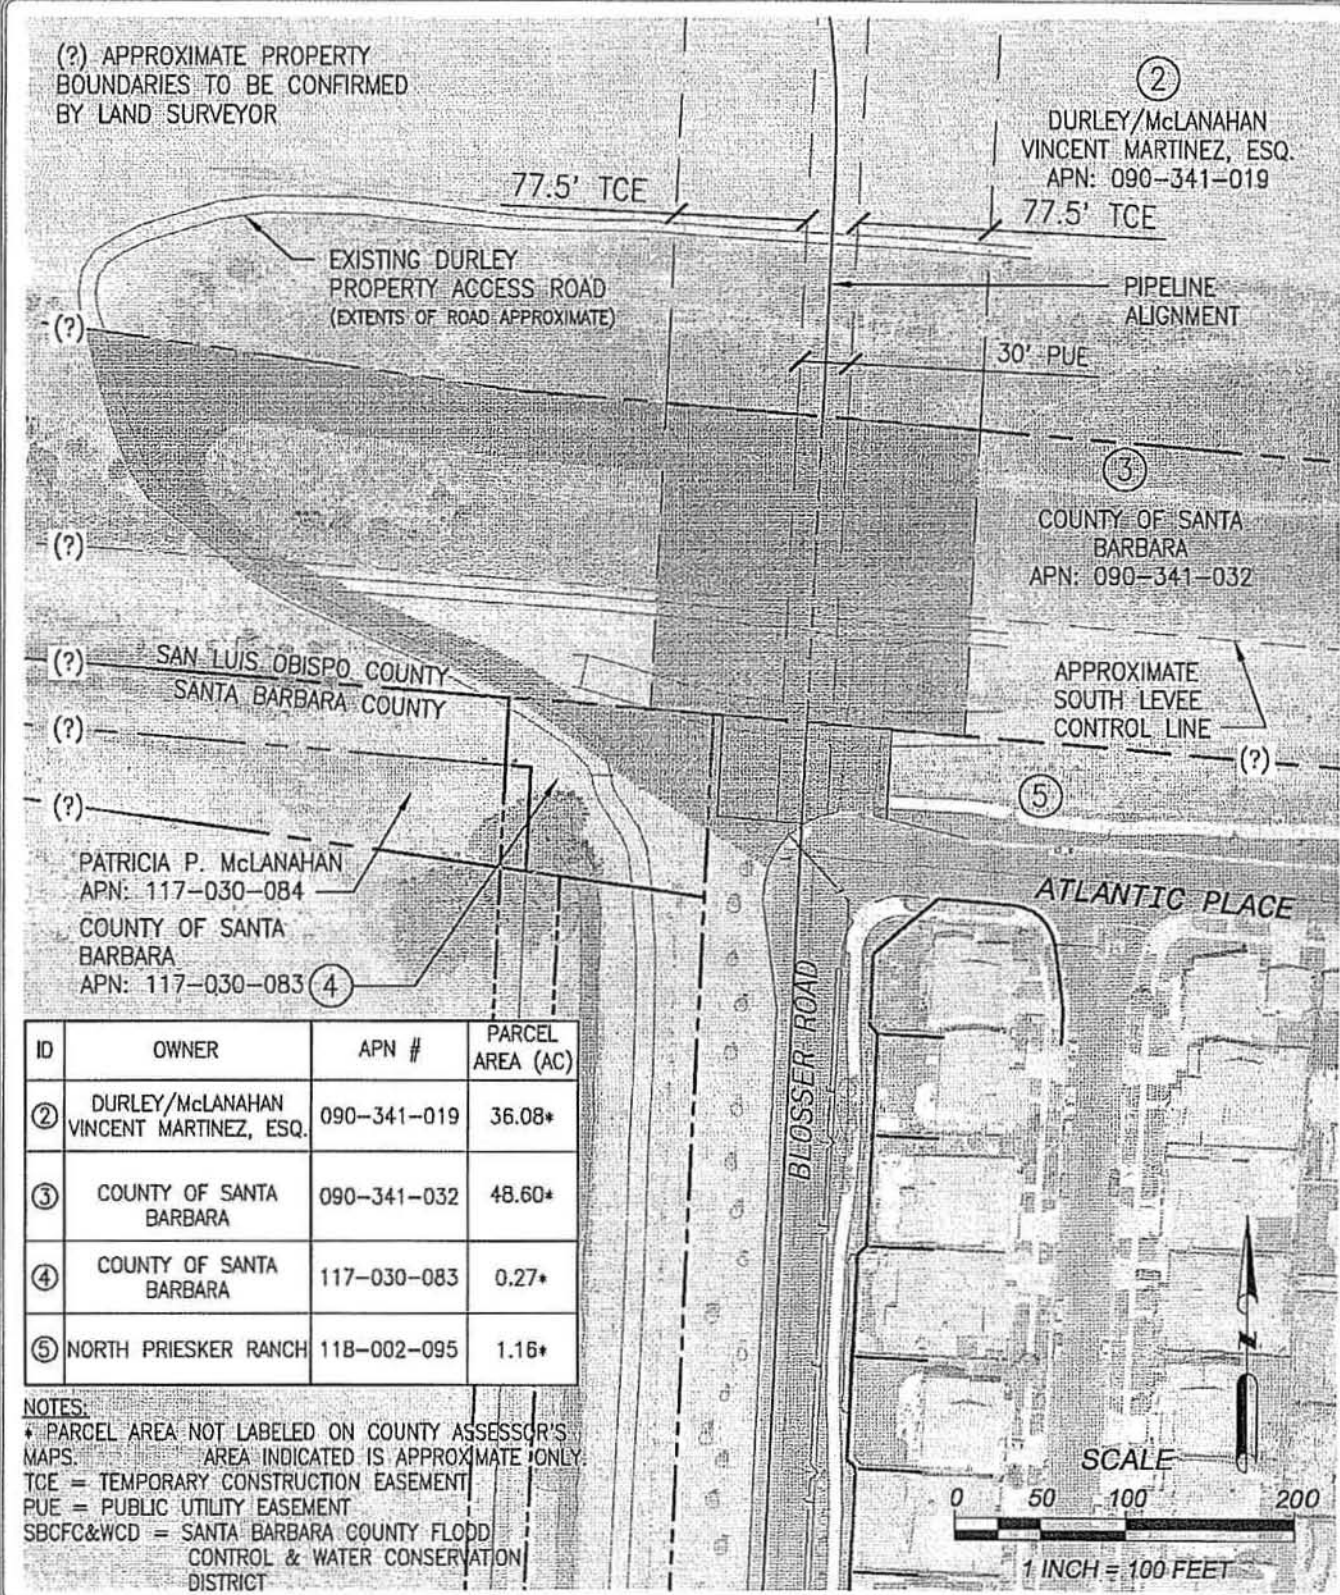 (?) APPROXIMATE PROPERTY
BOUNDARIES TO BE CONFIRMED
BY LAND SURVEYOR
2
DURLEY/McLANAHAN
VINCENT MARTINEZ, ESQ.
APN: 090-341-019
77.5' TCE
77.5' TCE
EXISTING DURLEY
PROPERTY ACCESS ROAD
(EXTENTS OF ROAD APPROXIMATE)
PIPELINE
ALIGNMENT
30' PUE
(?)
3
COUNTY OF SANTA
BARBARA
APN: 090-341-032
(?)
(?)
SAN LUIS OBISPO COUNTY
SANTA BARBARA COUNTY
APPROXIMATE
SOUTH LEVEE
CONTROL LINE
(?)
(?)
(?)
5
PATRICIA P. McLANAHAN
APN: 117-030-084
COUNTY OF SANTA
BARBARA
APN: 117-030-083 4
ATLANTIC PLACE
BLOSSER ROAD
ID OWNER APN # PARCEL AREA (AC)
2 DURLEY/McLANAHAN VINCENT MARTINEZ, ESQ. 090-341-019 36.08*
3 COUNTY OF SANTA BARBARA 090-341-032 48.60*
4 COUNTY OF SANTA BARBARA 117-030-083 0.27*
5 NORTH PRIESKER RANCH 118-002-095 1.16*
NOTES:
* PARCEL AREA NOT LABELED ON COUNTY ASSESSOR'S
MAPS. AREA INDICATED IS APPROXIMATE ONLY
TCE = TEMPORARY CONSTRUCTION EASEMENT
PUE = PUBLIC UTILITY EASEMENT
SBCFC&WCD = SANTA BARBARA COUNTY FLOOD
CONTROL & WATER CONSERVATION
DISTRICT
N
SCALE
0 50 100 200
1 INCH = 100 FEET